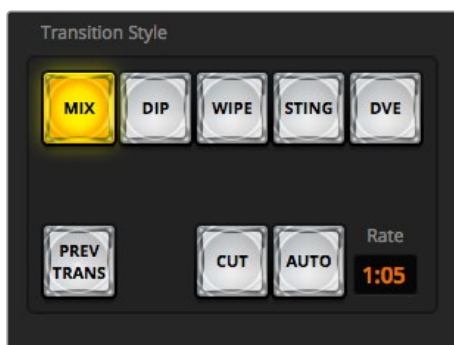 Transition Style
MIX DIP WIPE STING DVE
PREV
TRANS
CUT AUTO
Rate
1:05